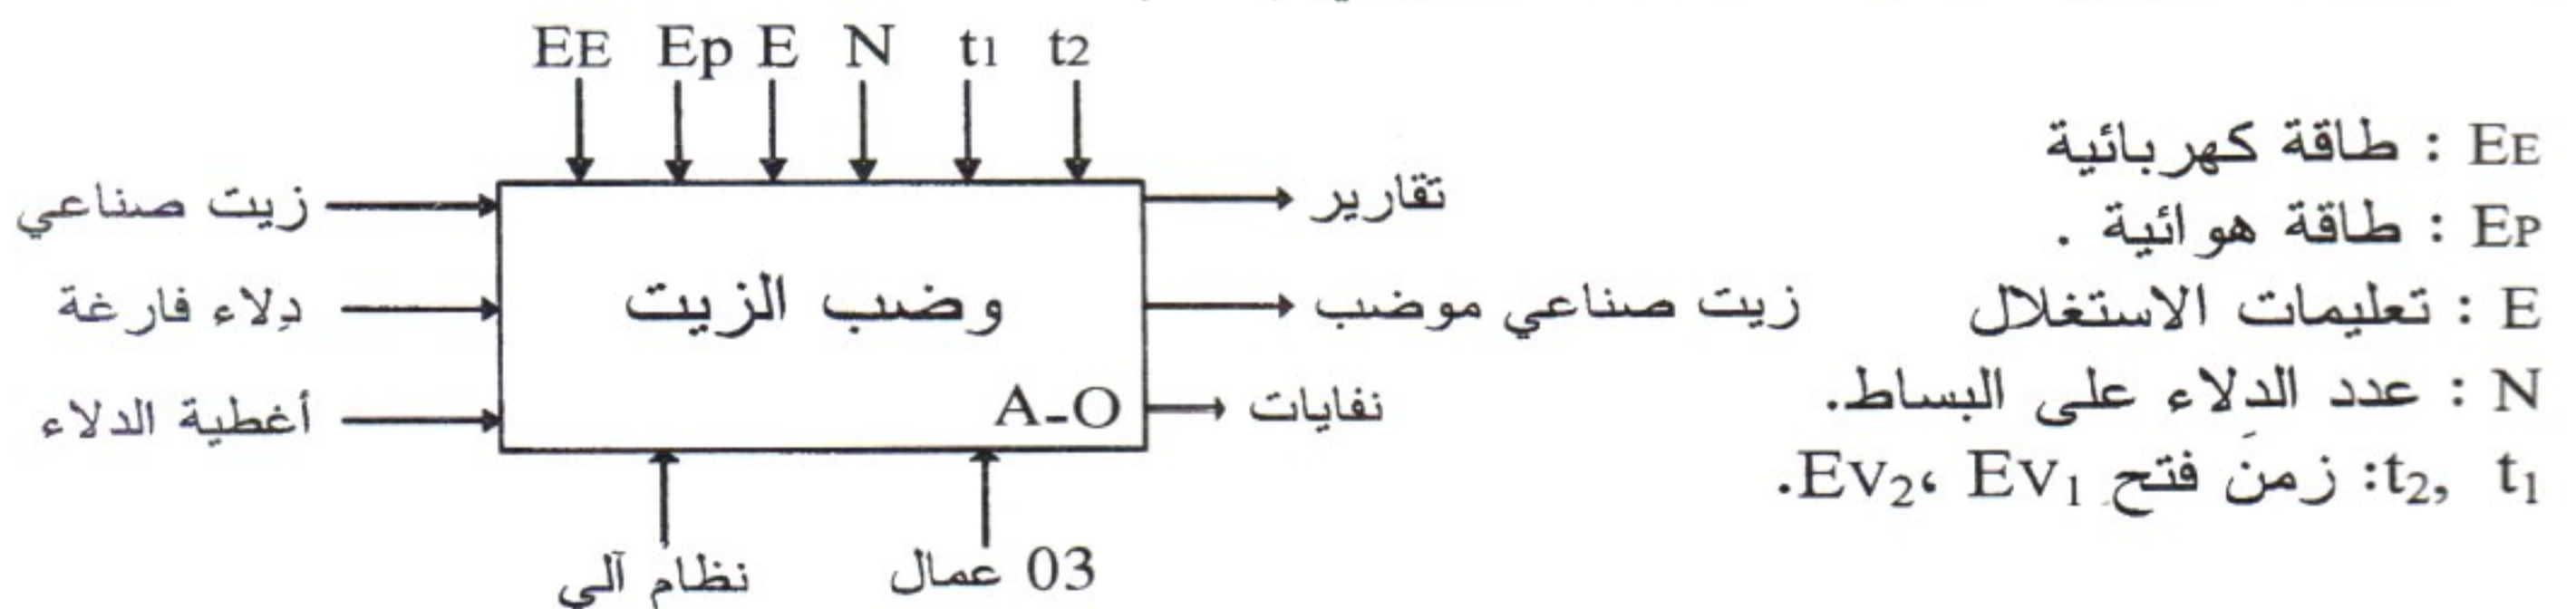 EE Ep E N t1 t2
EE : طاقة كهربائية
EP : طاقة هوائية .
E : تعليمات الاستغلال
N : عدد الدِلاء على البساط.
t2, t1: زمن فتح EV2، EV1.
زيت صناعي
دِلاء فارغة
أغطية الدلاء
وضب الزيت
A-O
تقارير
زيت صناعي موضب
نفايات
نظام آلي
03 عمال